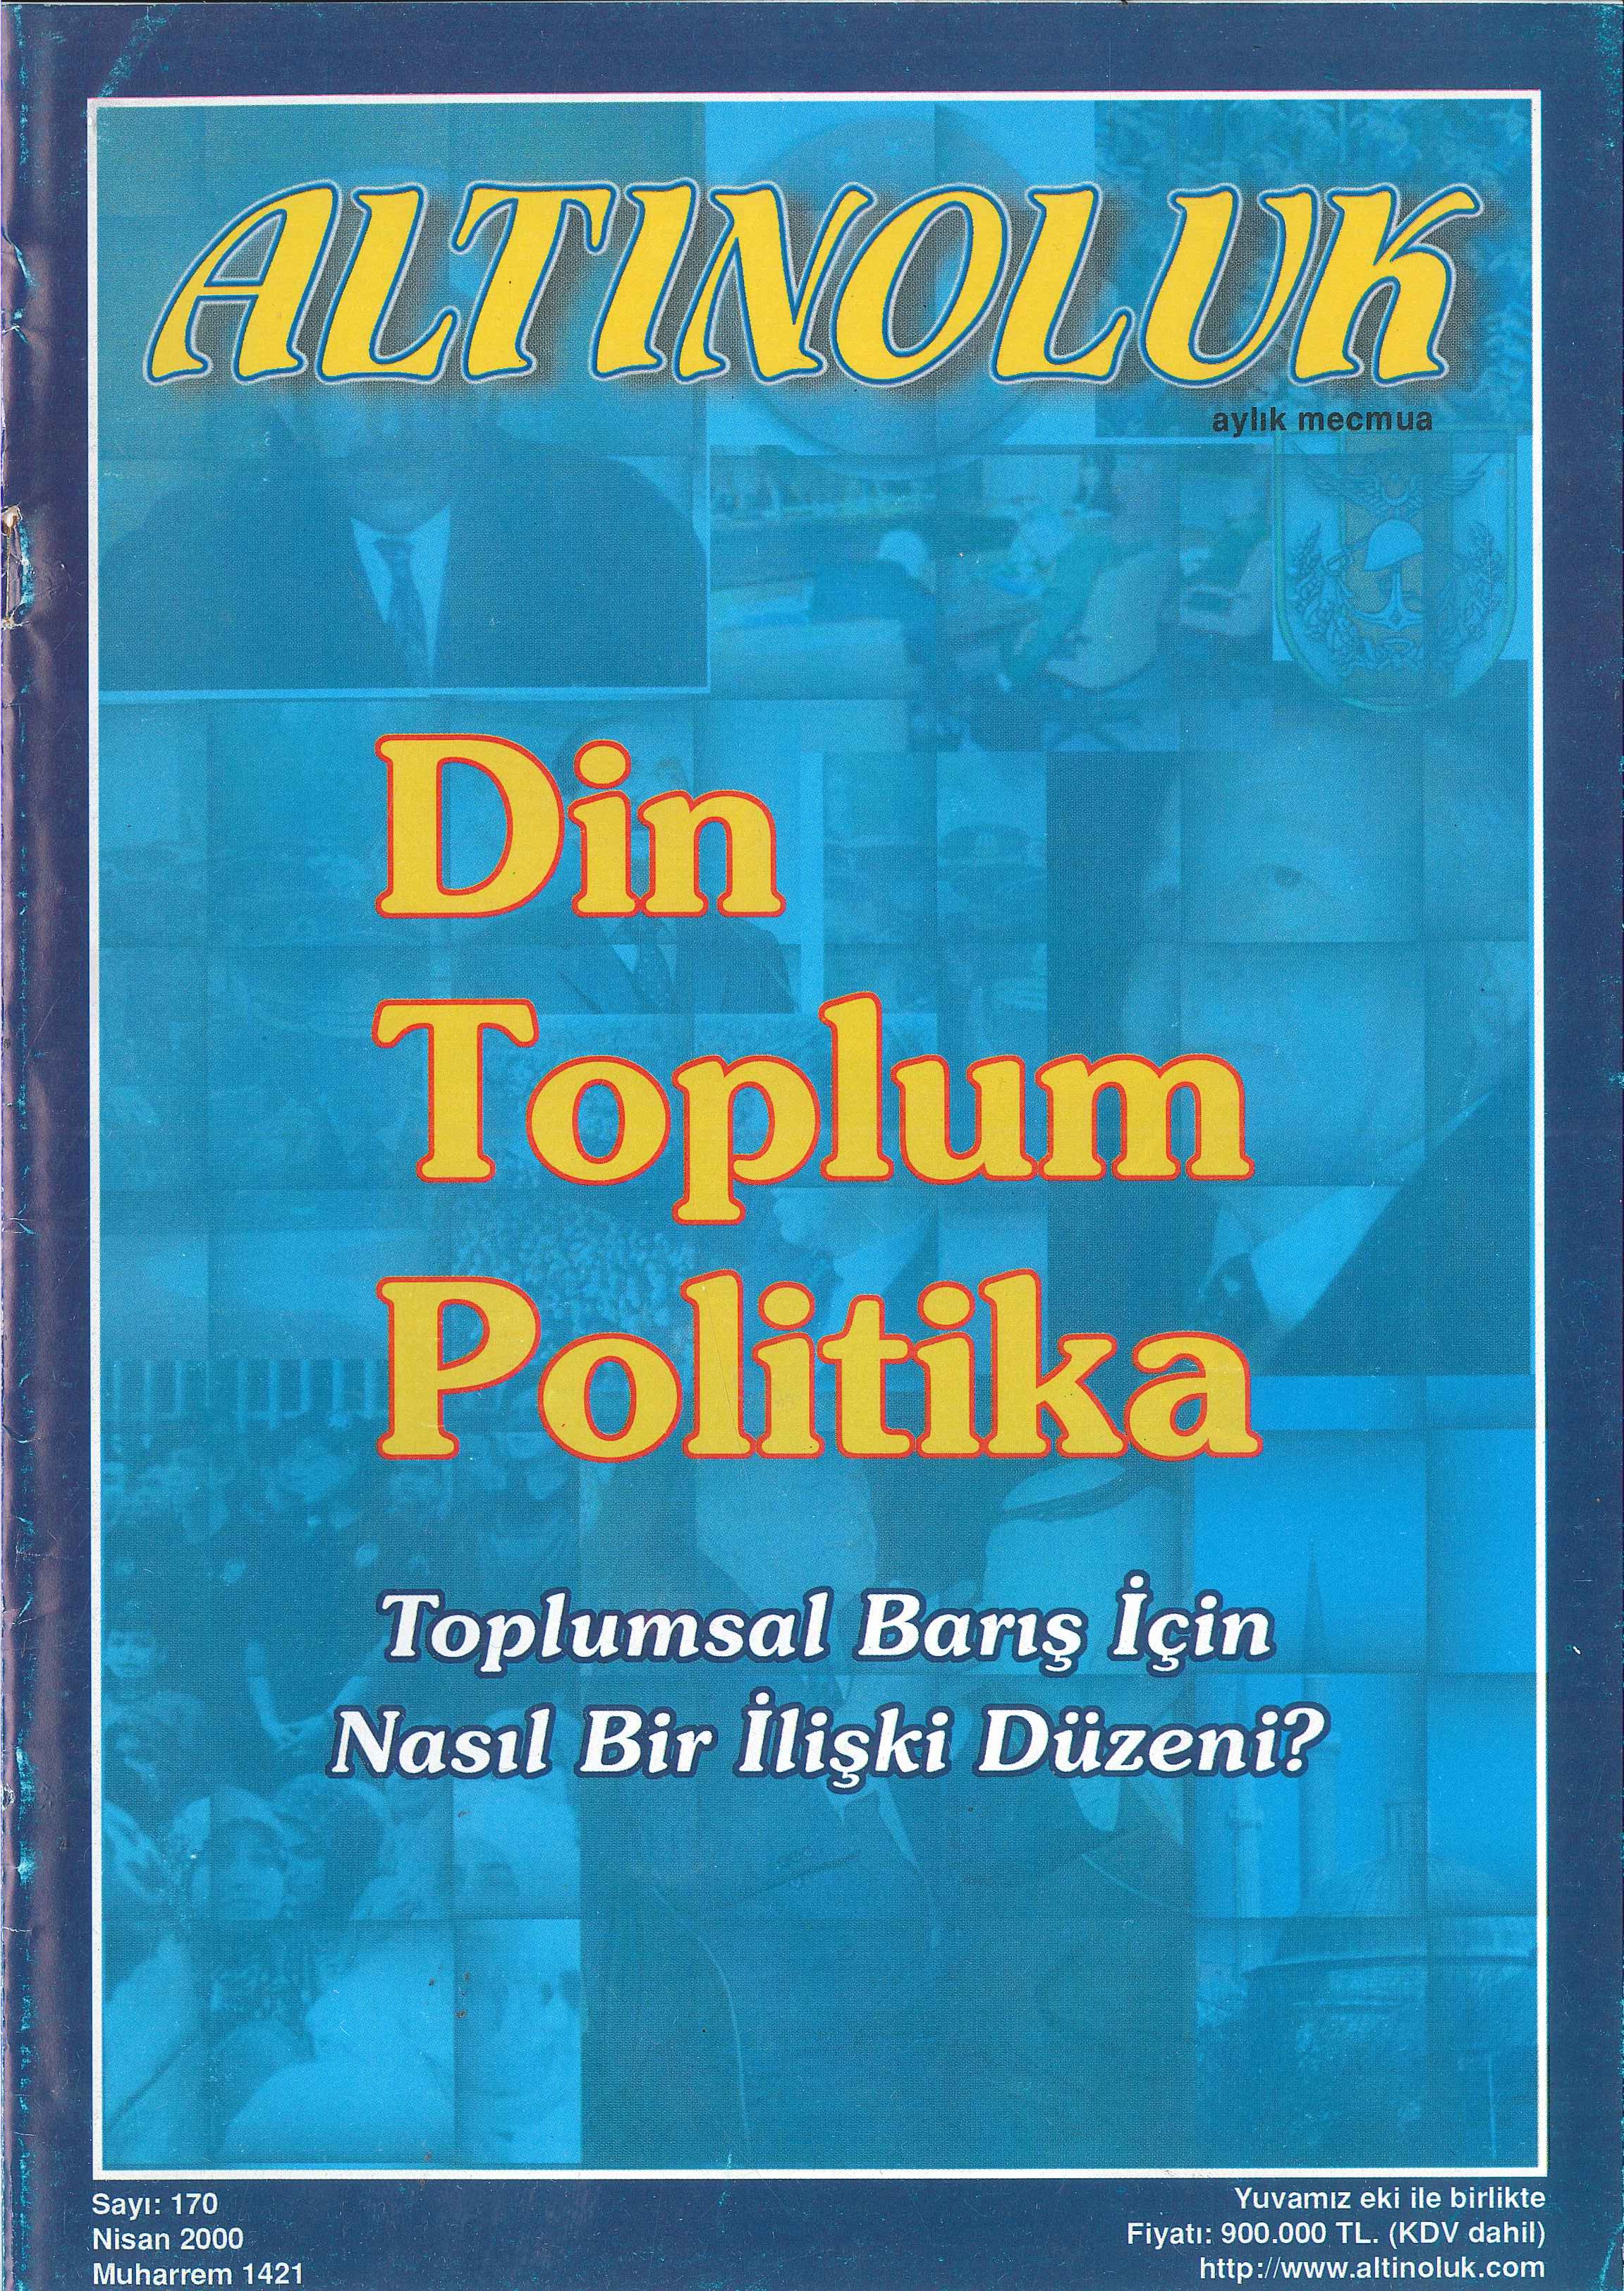 ALTINOLUK
aylık mecmua
Din
Toplum
Politika
Toplumsal Barış İçin
Nasıl Bir İlişki Düzeni?
Sayı: 170
Nisan 2000
Muharrem 1421
Yuvamız eki ile birlikte
Fiyatı: 900.000 TL. (KDV dahil)
http://www.altinoluk.com